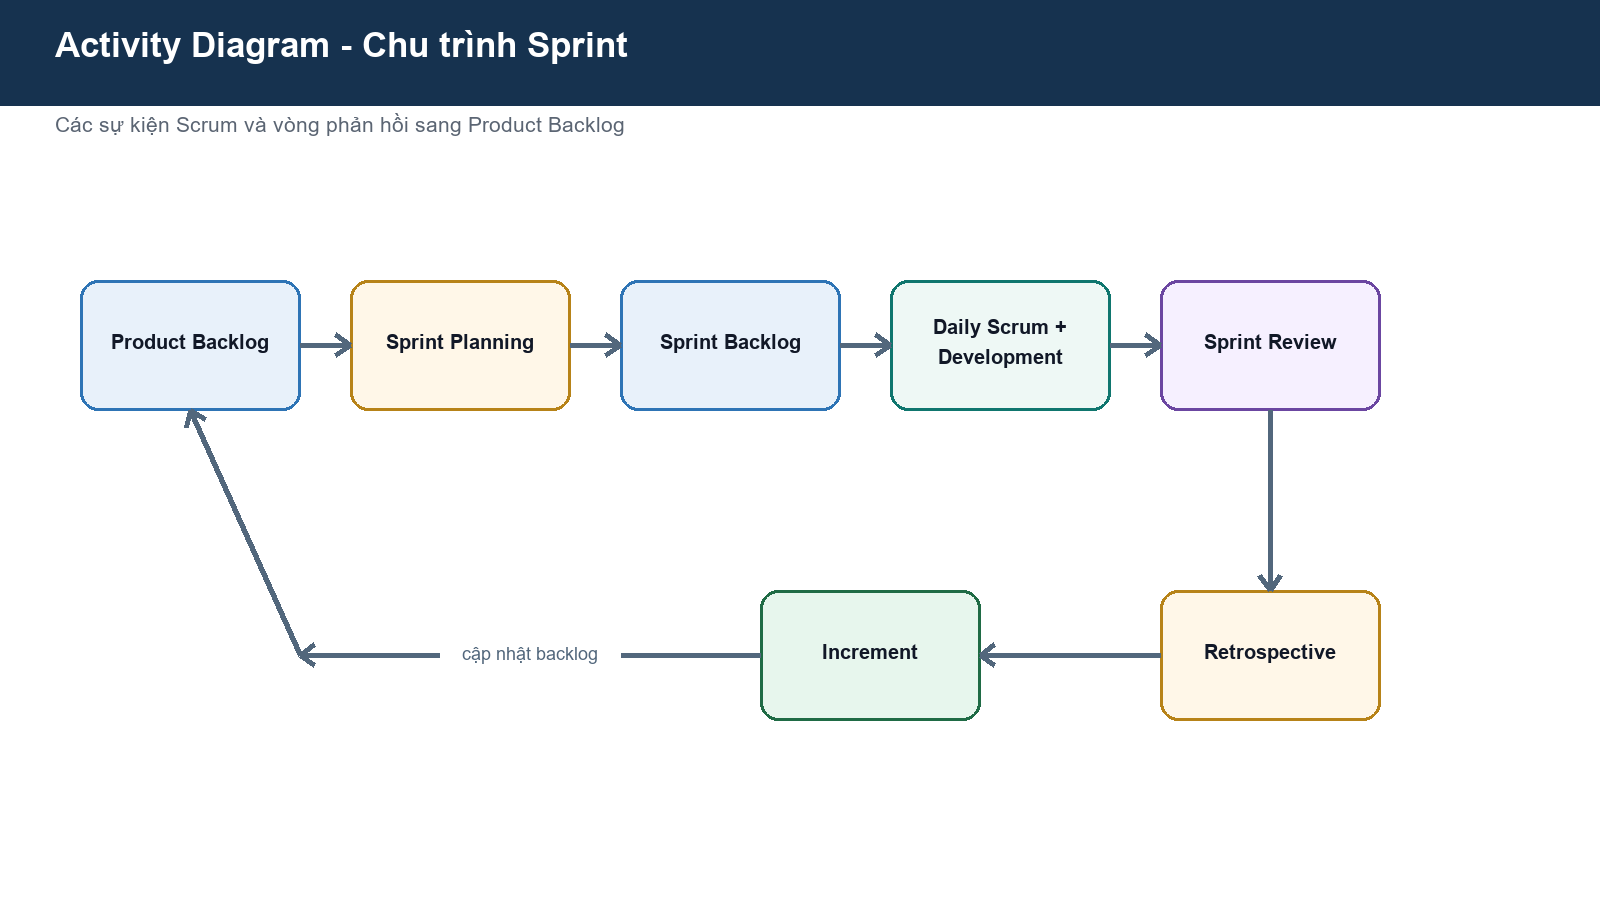 Activity Diagram - Chu trình Sprint
Các sự kiện Scrum và vòng phản hồi sang Product Backlog
Product Backlog
Sprint Planning
Sprint Backlog
Daily Scrum +
Development
Sprint Review
cập nhật backlog
Increment
Retrospective